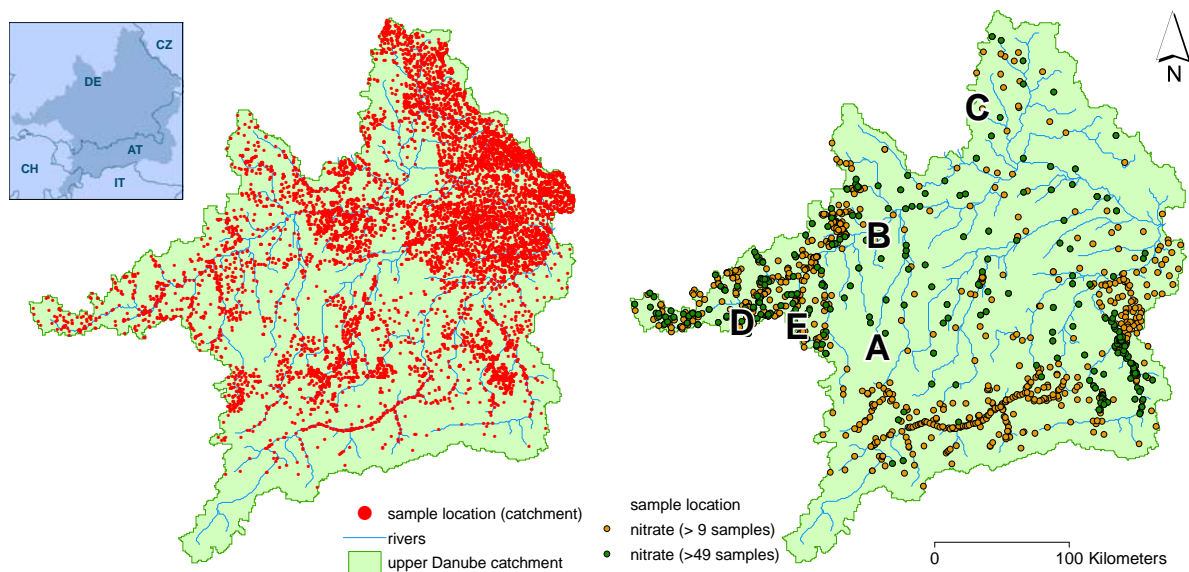 CZ
DE
AT
CH
IT
sample location (catchment)
rivers
upper Danube catchment
N
C
B
D
E
A
sample location
nitrate (> 9 samples)
nitrate (>49 samples)
0 100 Kilometers